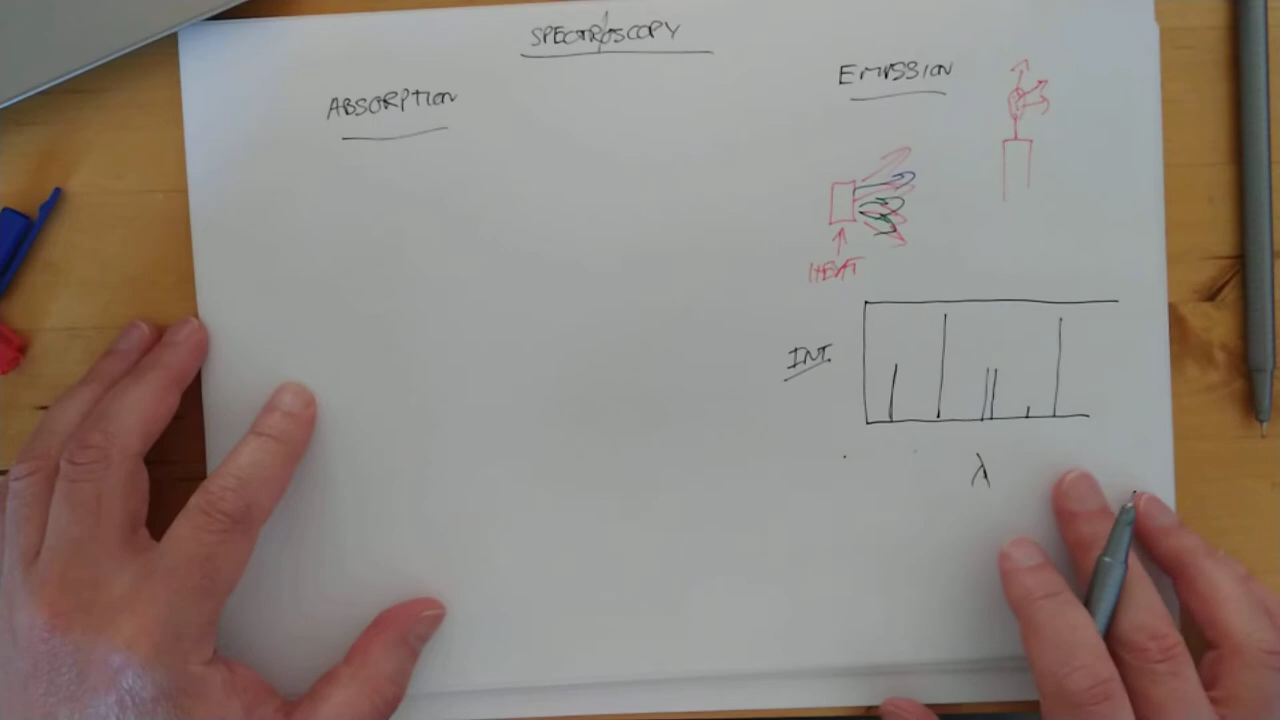 SPECTROSCOPY
ABSORPTION
EMISSION
HEAT
INT.
λ